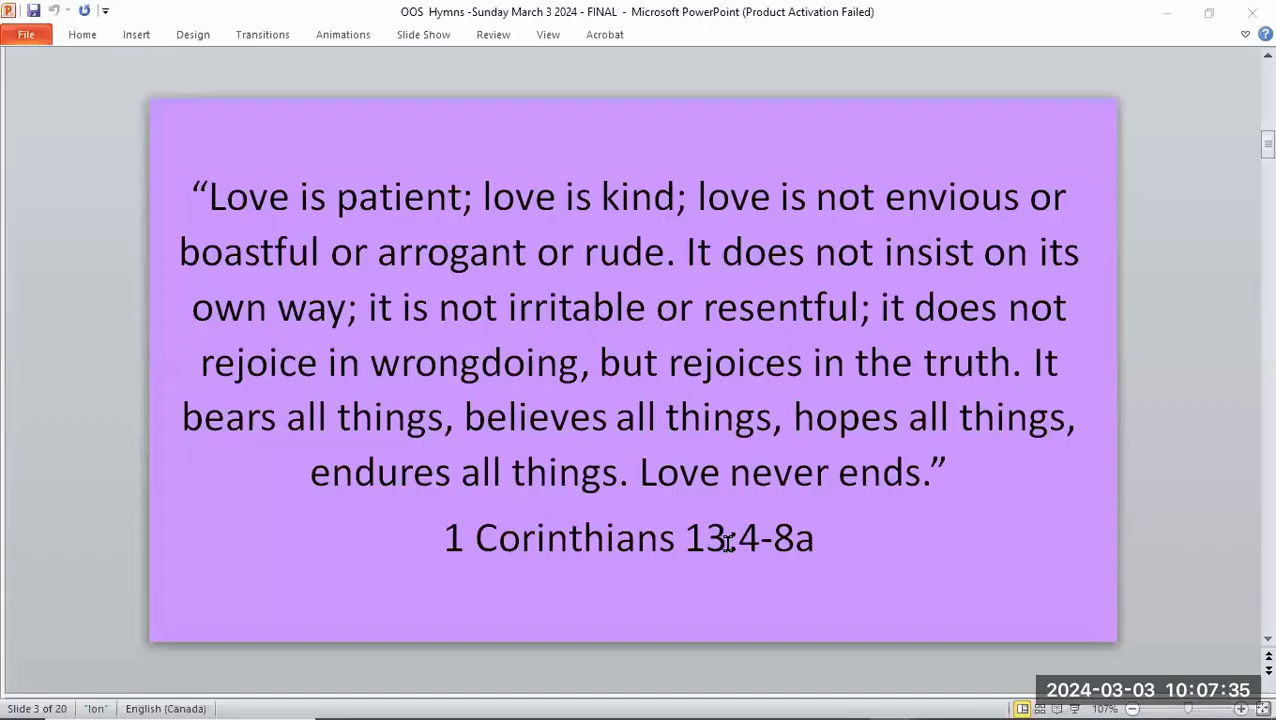 OOS Hymns -Sunday March 3 2024 - FINAL - Microsoft PowerPoint (Product Activation Failed)
File Home Insert Design Transitions Animations Slide Show Review View Acrobat
“Love is patient; love is kind; love is not envious or
boastful or arrogant or rude. It does not insist on its
own way; it is not irritable or resentful; it does not
rejoice in wrongdoing, but rejoices in the truth. It
bears all things, believes all things, hopes all things,
endures all things. Love never ends.”
1 Corinthians 13:4-8a
2024-03-03 10:07:35
Slide 3 of 20 "Ion" English (Canada) 107%